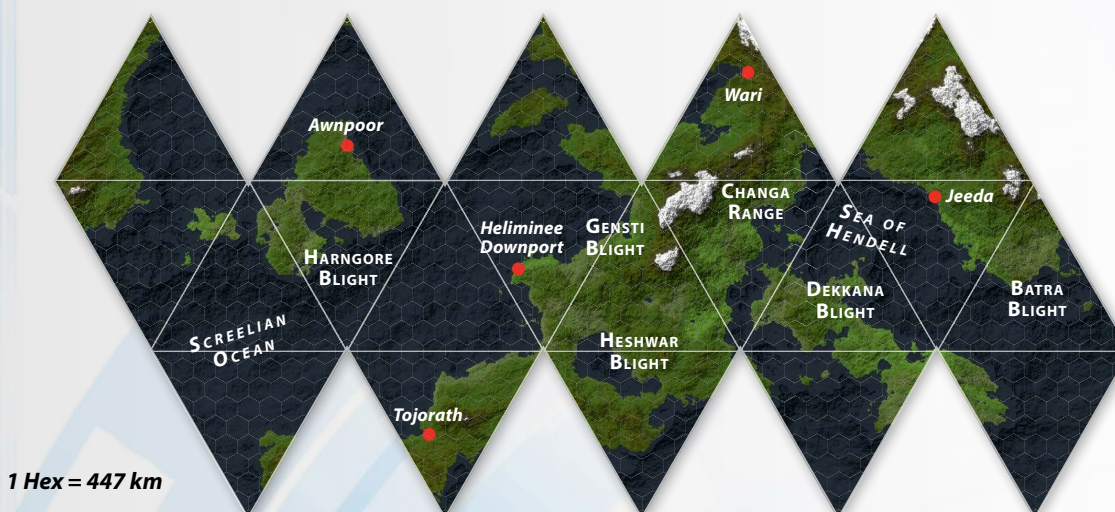 Wari
Awnpoor
Changa
Range
Jeeda
Sea of
Hendell
Heliminee
Downport
Gensti
Blight
Harngore
Blight
Dekkana
Blight
Batra
Blight
Screelian
Ocean
Heshwar
Blight
Tojorath
1 Hex = 447 km